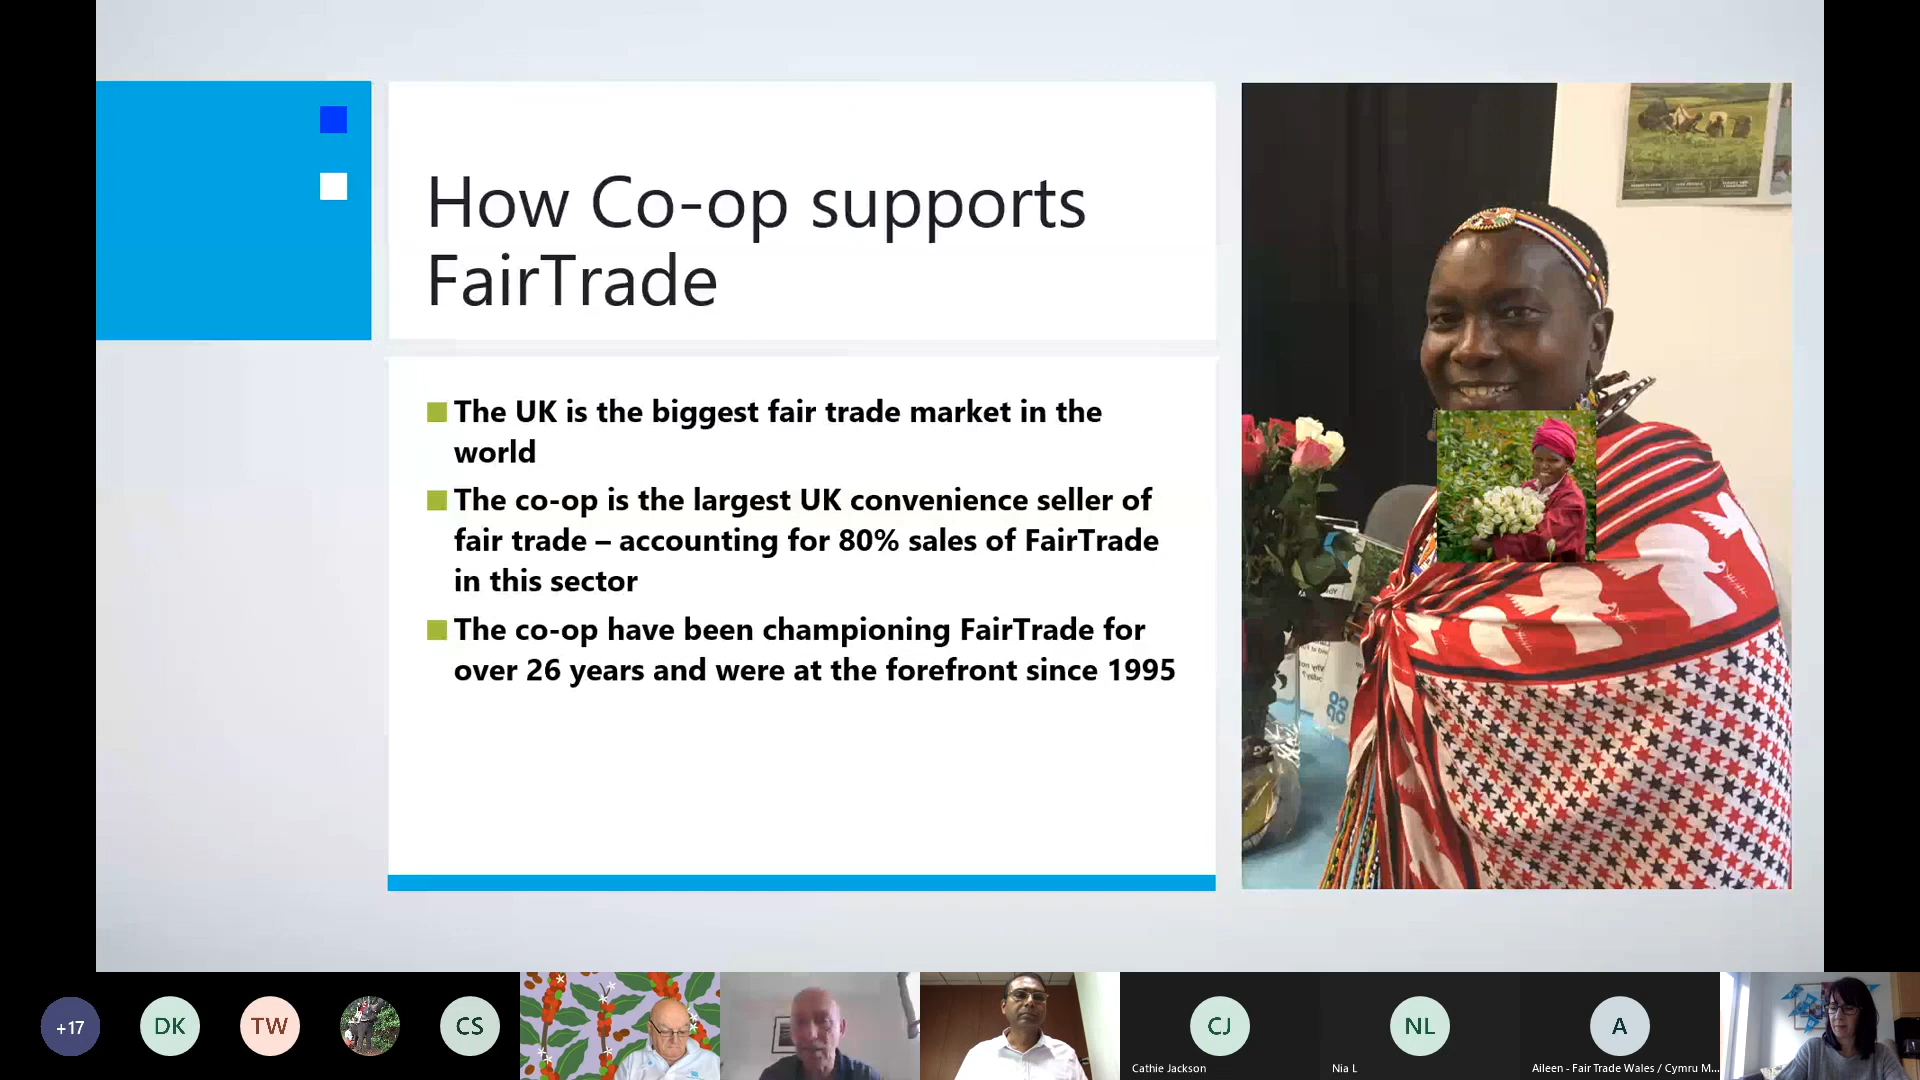 How Co-op supports
FairTrade
The UK is the biggest fair trade market in the
world
The co-op is the largest UK convenience seller of
fair trade – accounting for 80% sales of FairTrade
in this sector
The co-op have been championing FairTrade for
over 26 years and were at the forefront since 1995
CO
OP
+17
DK
TW
CS
CJ
NL
A
Cathie Jackson
Nia L
Aileen - Fair Trade Wales / Cymru M...